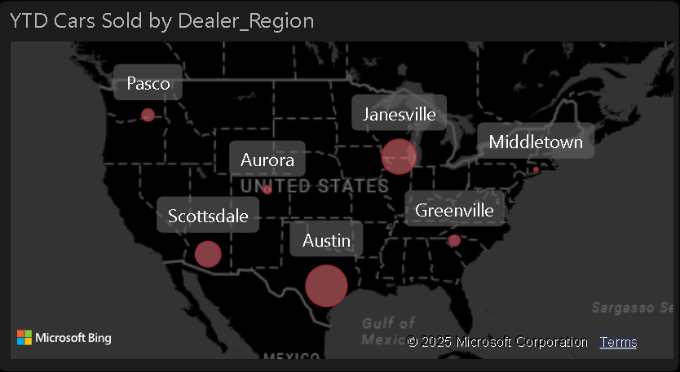 YTD Cars Sold by Dealer_Region
Pasco
Janesville
Middletown
Aurora
UNITED STATES
Scottsdale
Greenville
Austin
Sargasso Se
Gulf of
Mexico
Microsoft Bing
© 2025 Microsoft Corporation Terms
MEXICO